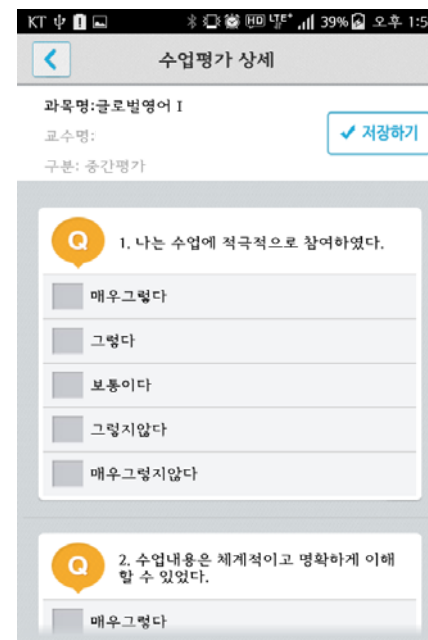 KT 1 HD LTE+ 39% 오후 1:5
수업평가 상세
과목명:글로벌영어 I
교수명:
저장하기
구분: 중간평가
Q 1. 나는 수업에 적극적으로 참여하였다.
매우그렇다
그렇다
보통이다
그렇지않다
매우그렇지않다
Q 2. 수업내용은 체계적이고 명확하게 이해
할 수 있었다.
매우그렇다